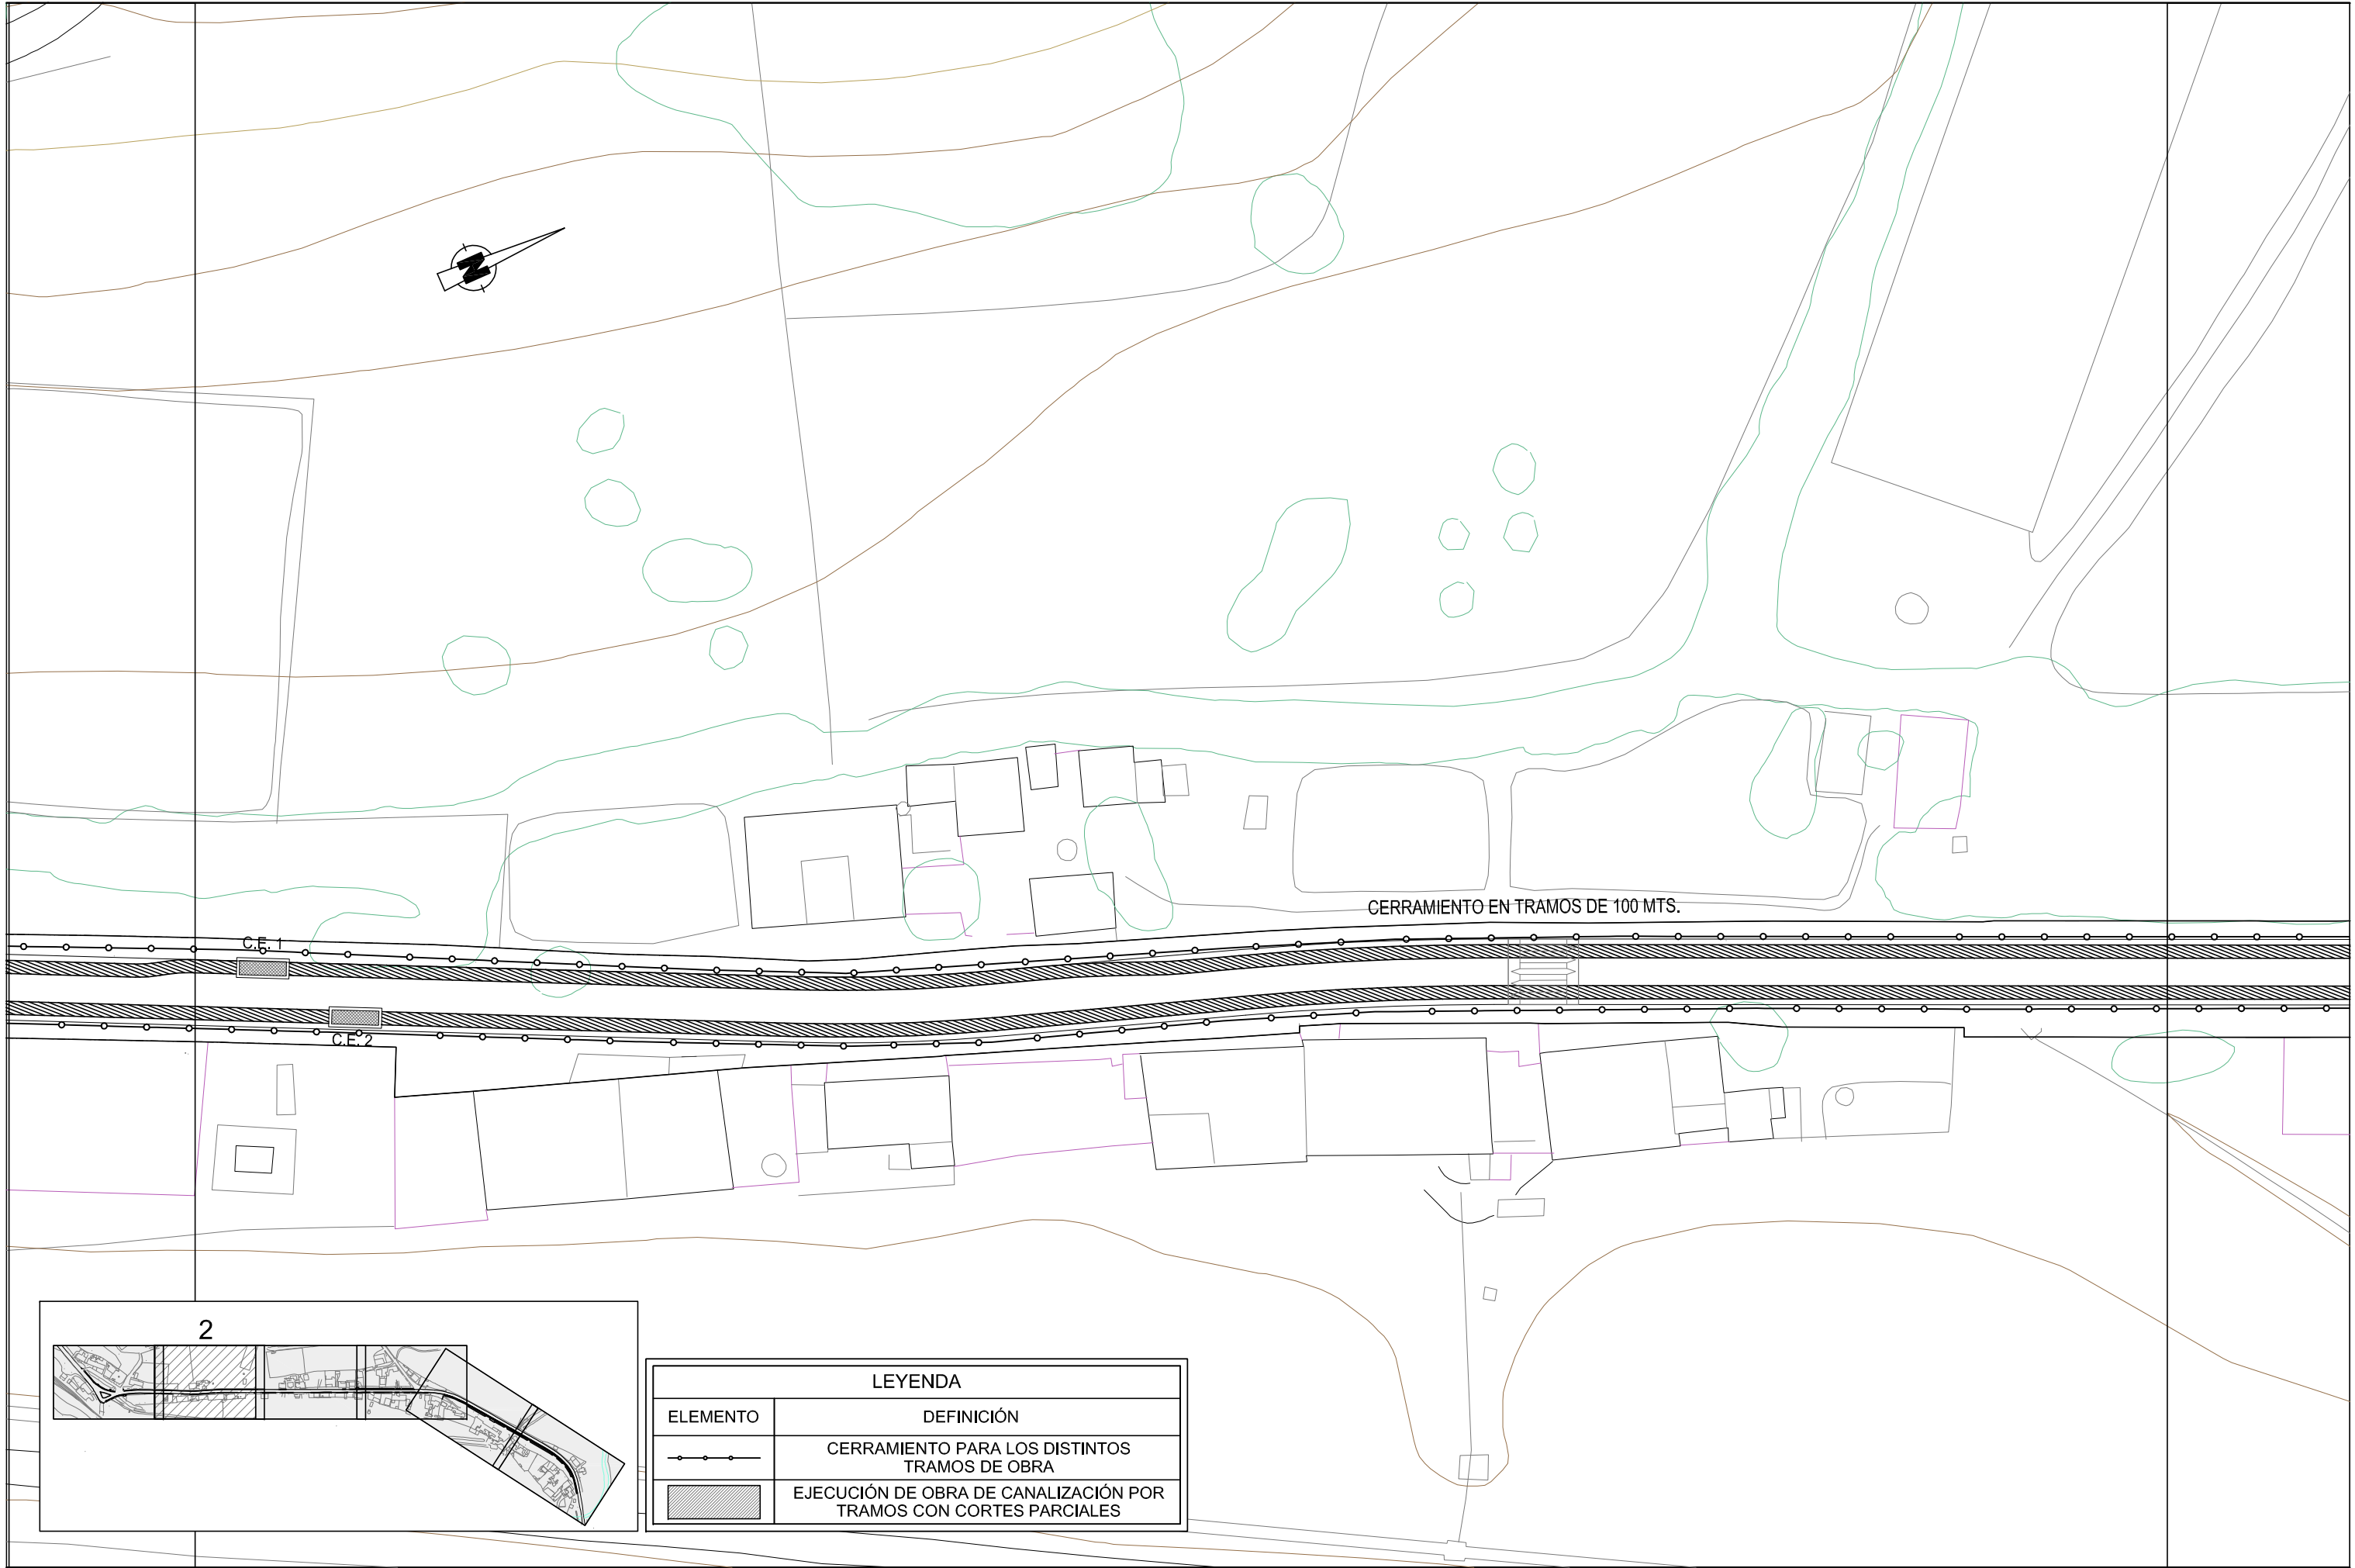 N
CERRAMIENTO EN TRAMOS DE 100 MTS.
C.E. 1
C.E. 2
2
LEYENDA
ELEMENTO
DEFINICIÓN
CERRAMIENTO PARA LOS DISTINTOS
TRAMOS DE OBRA
EJECUCIÓN DE OBRA DE CANALIZACIÓN POR
TRAMOS CON CORTES PARCIALES